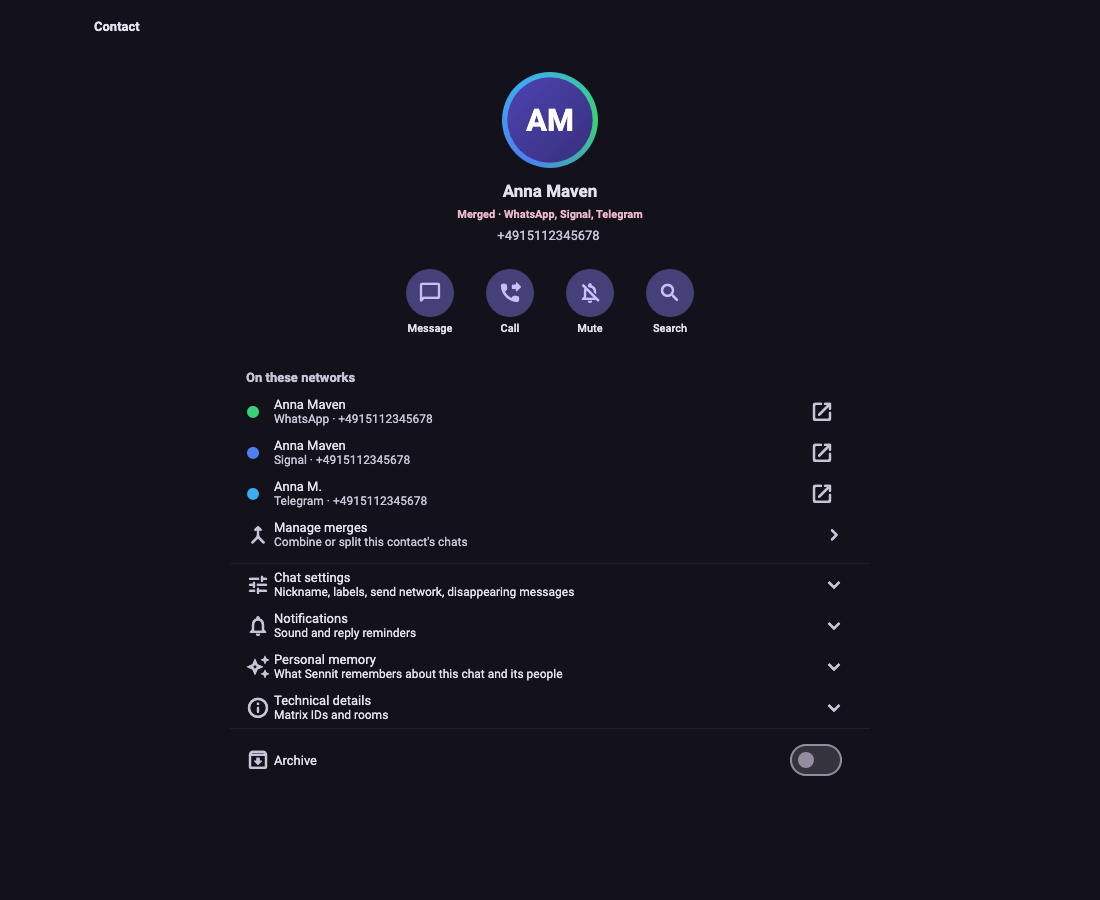 Contact
AM
Anna Maven
Merged · WhatsApp, Signal, Telegram
+4915112345678
Message
Call
Mute
Search
On these networks
Anna Maven
WhatsApp · +4915112345678
Anna Maven
Signal · +4915112345678
Anna M.
Telegram · +4915112345678
Manage merges
Combine or split this contact's chats
Chat settings
Nickname, labels, send network, disappearing messages
Notifications
Sound and reply reminders
Personal memory
What Sennit remembers about this chat and its people
Technical details
Matrix IDs and rooms
Archive